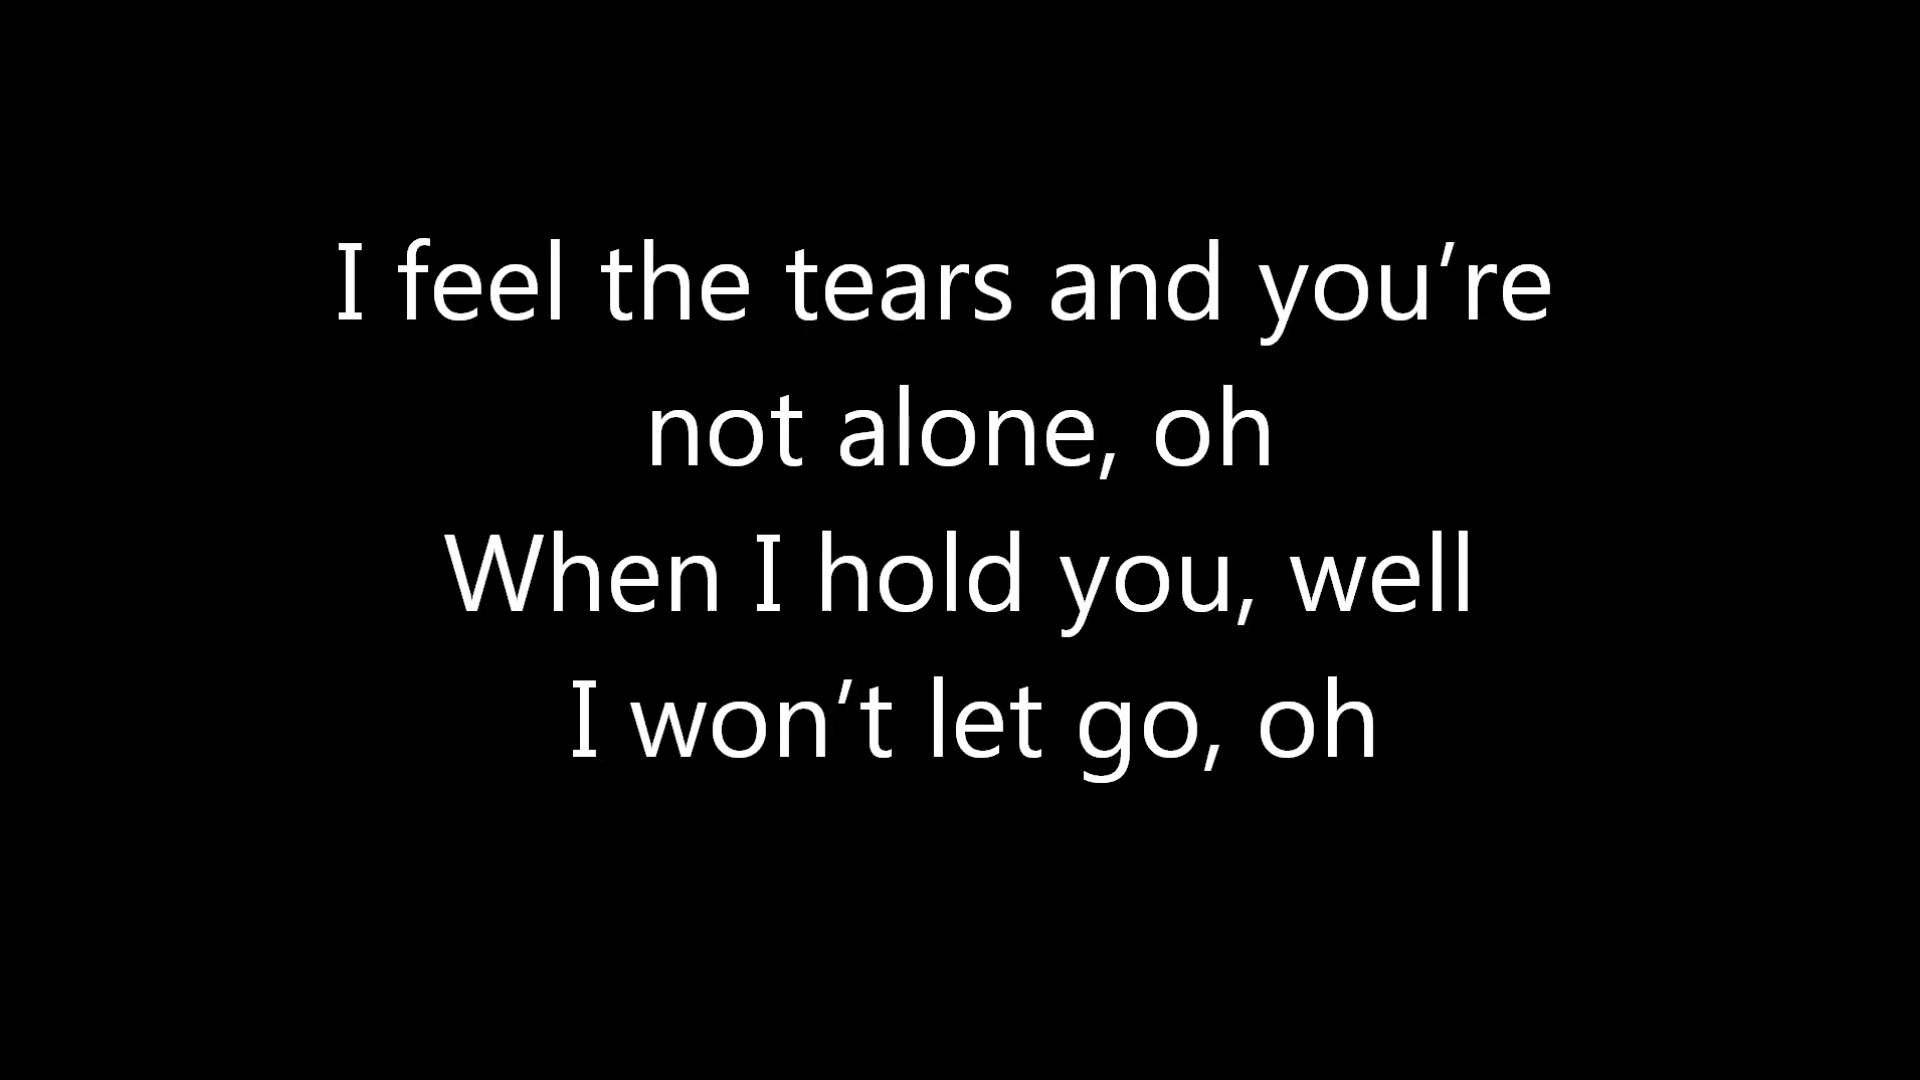 I feel the tears and you’re
not alone, oh
When I hold you, well
I won’t let go, oh